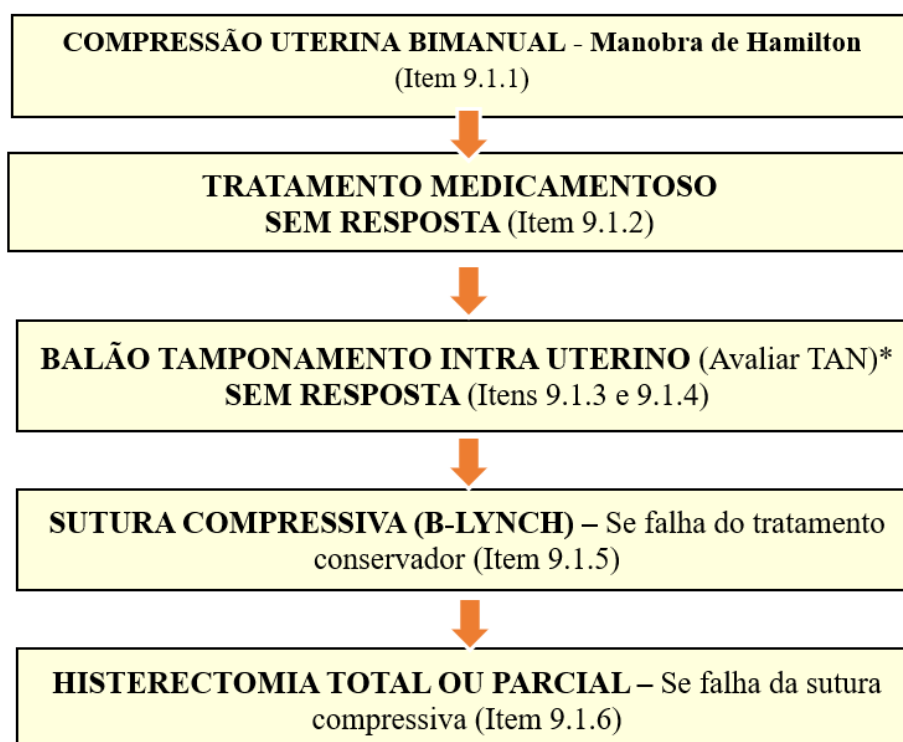 COMPRESSÃO UTERINA BIMANUAL - Manobra de Hamilton
(Item 9.1.1)
TRATAMENTO MEDICAMENTOSO
SEM RESPOSTA (Item 9.1.2)
BALÃO TAMPONAMENTO INTRA UTERINO (Avaliar TAN)*
SEM RESPOSTA (Itens 9.1.3 e 9.1.4)
SUTURA COMPRESSIVA (B-LYNCH) – Se falha do tratamento
conservador (Item 9.1.5)
HISTERECTOMIA TOTAL OU PARCIAL – Se falha da sutura
compressiva (Item 9.1.6)